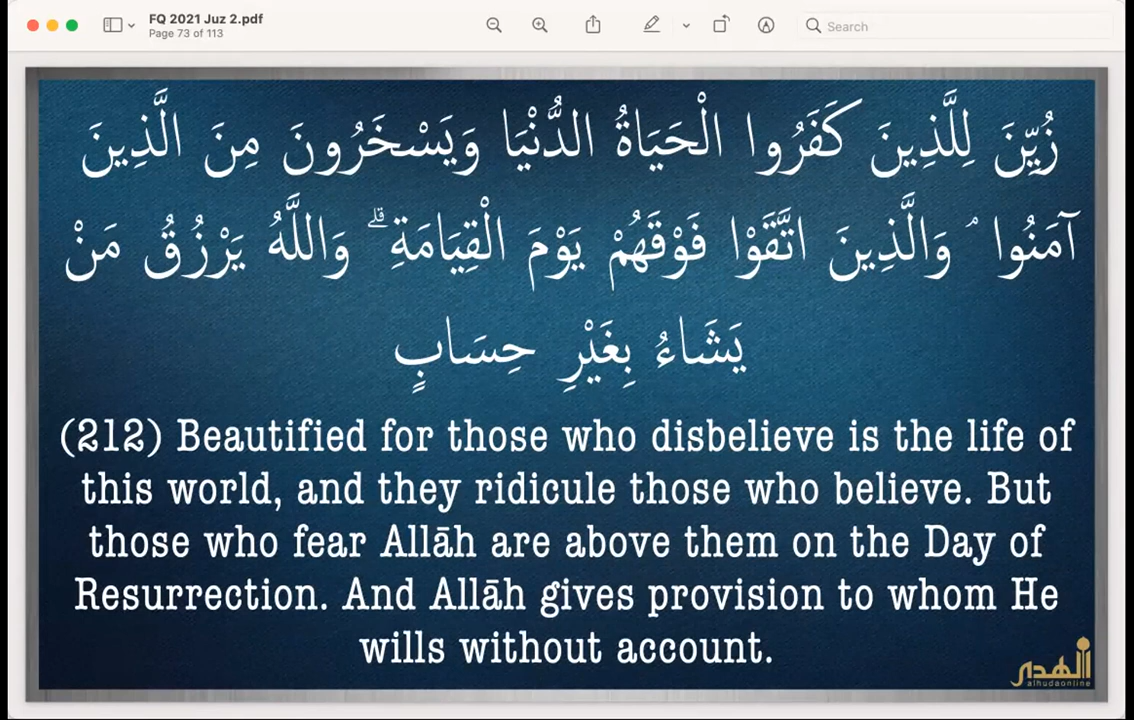 FQ 2021 Juz 2.pdf
Page 73 of 113
Search
زُيِّنَ لِلَّذِينَ كَفَرُوا الْحَيَاةُ الدُّنْيَا وَيَسْخَرُونَ مِنَ الَّذِينَ
آمَنُوا ۘ وَالَّذِينَ اتَّقَوْا فَوْقَهُمْ يَوْمَ الْقِيَامَةِ ۗ وَاللَّهُ يَرْزُقُ مَنْ
يَشَاءُ بِغَيْرِ حِسَابٍ
(212) Beautified for those who disbelieve is the life of
this world, and they ridicule those who believe. But
those who fear Allāh are above them on the Day of
Resurrection. And Allāh gives provision to whom He
wills without account.
الهدى
alhudaonline